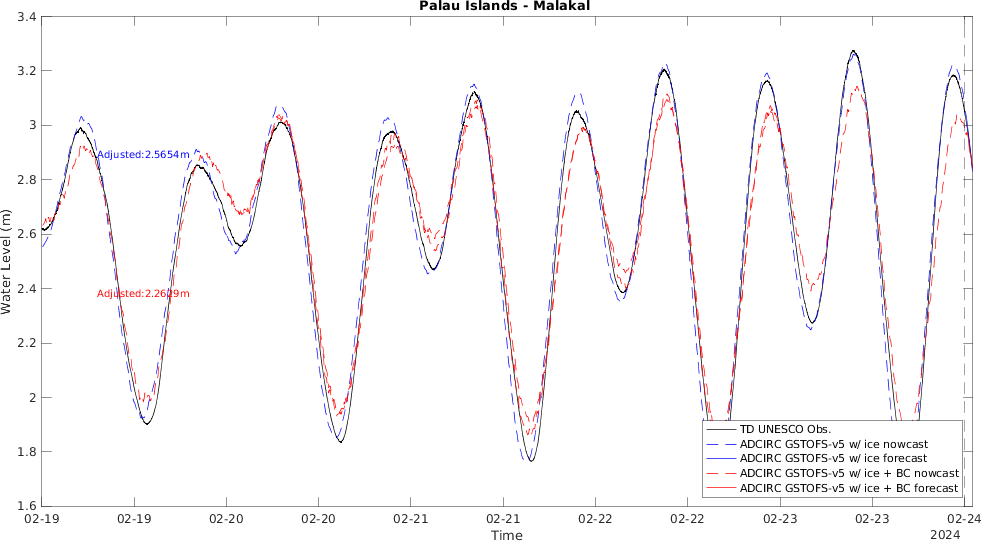 Palau Islands - Malakal
3.4
3.2
3
2.8
2.6
2.4
2.2
2
1.8
1.6
Water Level (m)
Adjusted:2.5654m
Adjusted:2.2629m
TD UNESCO Obs.
ADCIRC GSTOFS-v5 w/ ice nowcast
ADCIRC GSTOFS-v5 w/ ice forecast
ADCIRC GSTOFS-v5 w/ ice + BC nowcast
ADCIRC GSTOFS-v5 w/ ice + BC forecast
02-19 02-19 02-20 02-20 02-21 02-21 02-22 02-22 02-23 02-23 02-24
Time
2024